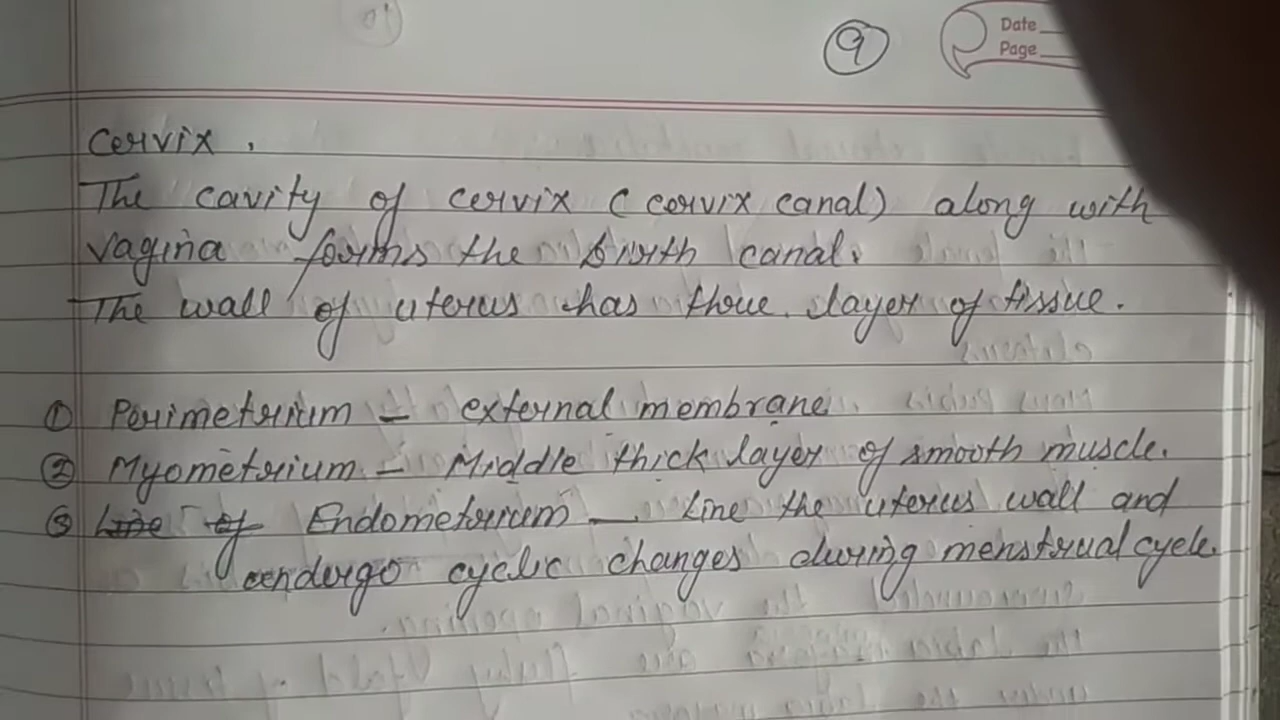 9
Date
Page
Cervix.
The cavity of cervix (cervix canal) along with
vagina forms the birth canal.
The wall of uterus has three layer of tissue.
① Perimetrium - external membrane
② Myometrium - Middle thick layer of smooth muscle.
③ Line of Endometrium - Line the uterus wall and
undergo cyclic changes during menstrual cycle.